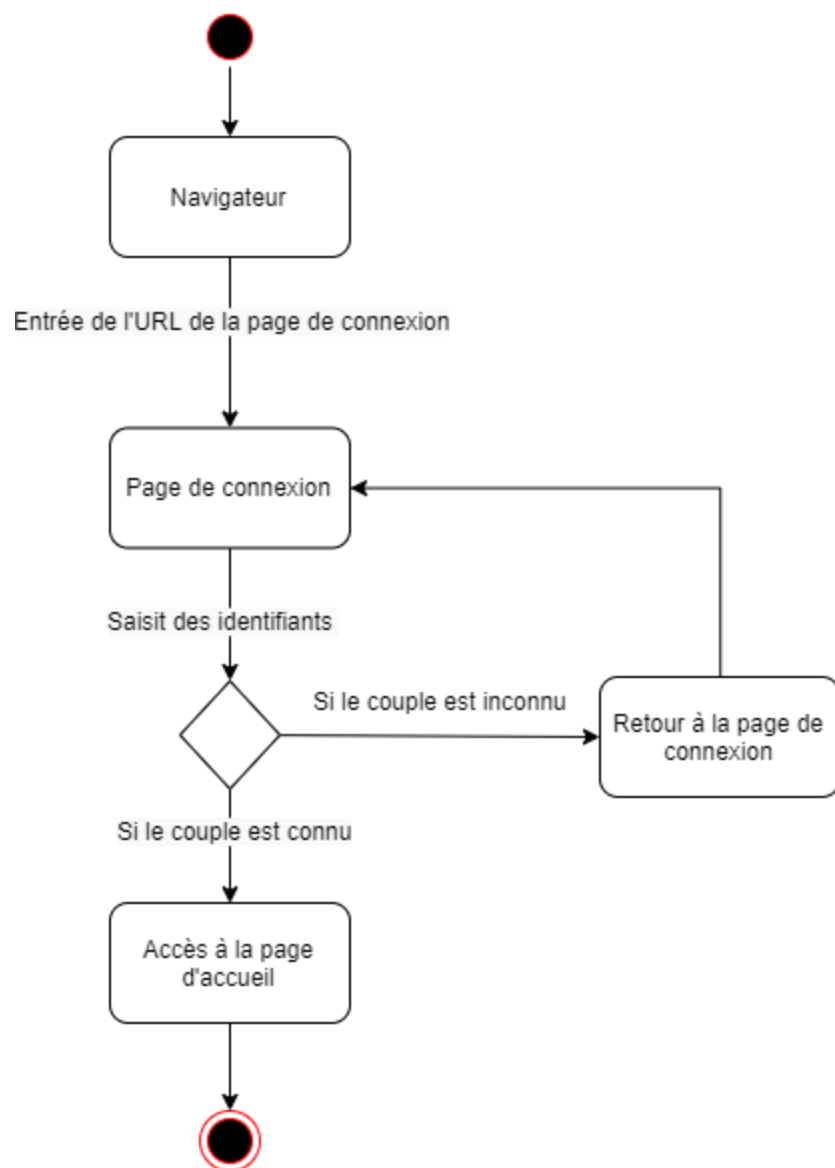 Navigateur
Entrée de l'URL de la page de connexion
Page de connexion
Saisit des identifiants
Si le couple est inconnu
Retour à la page de
connexion
Si le couple est connu
Accès à la page
d'accueil